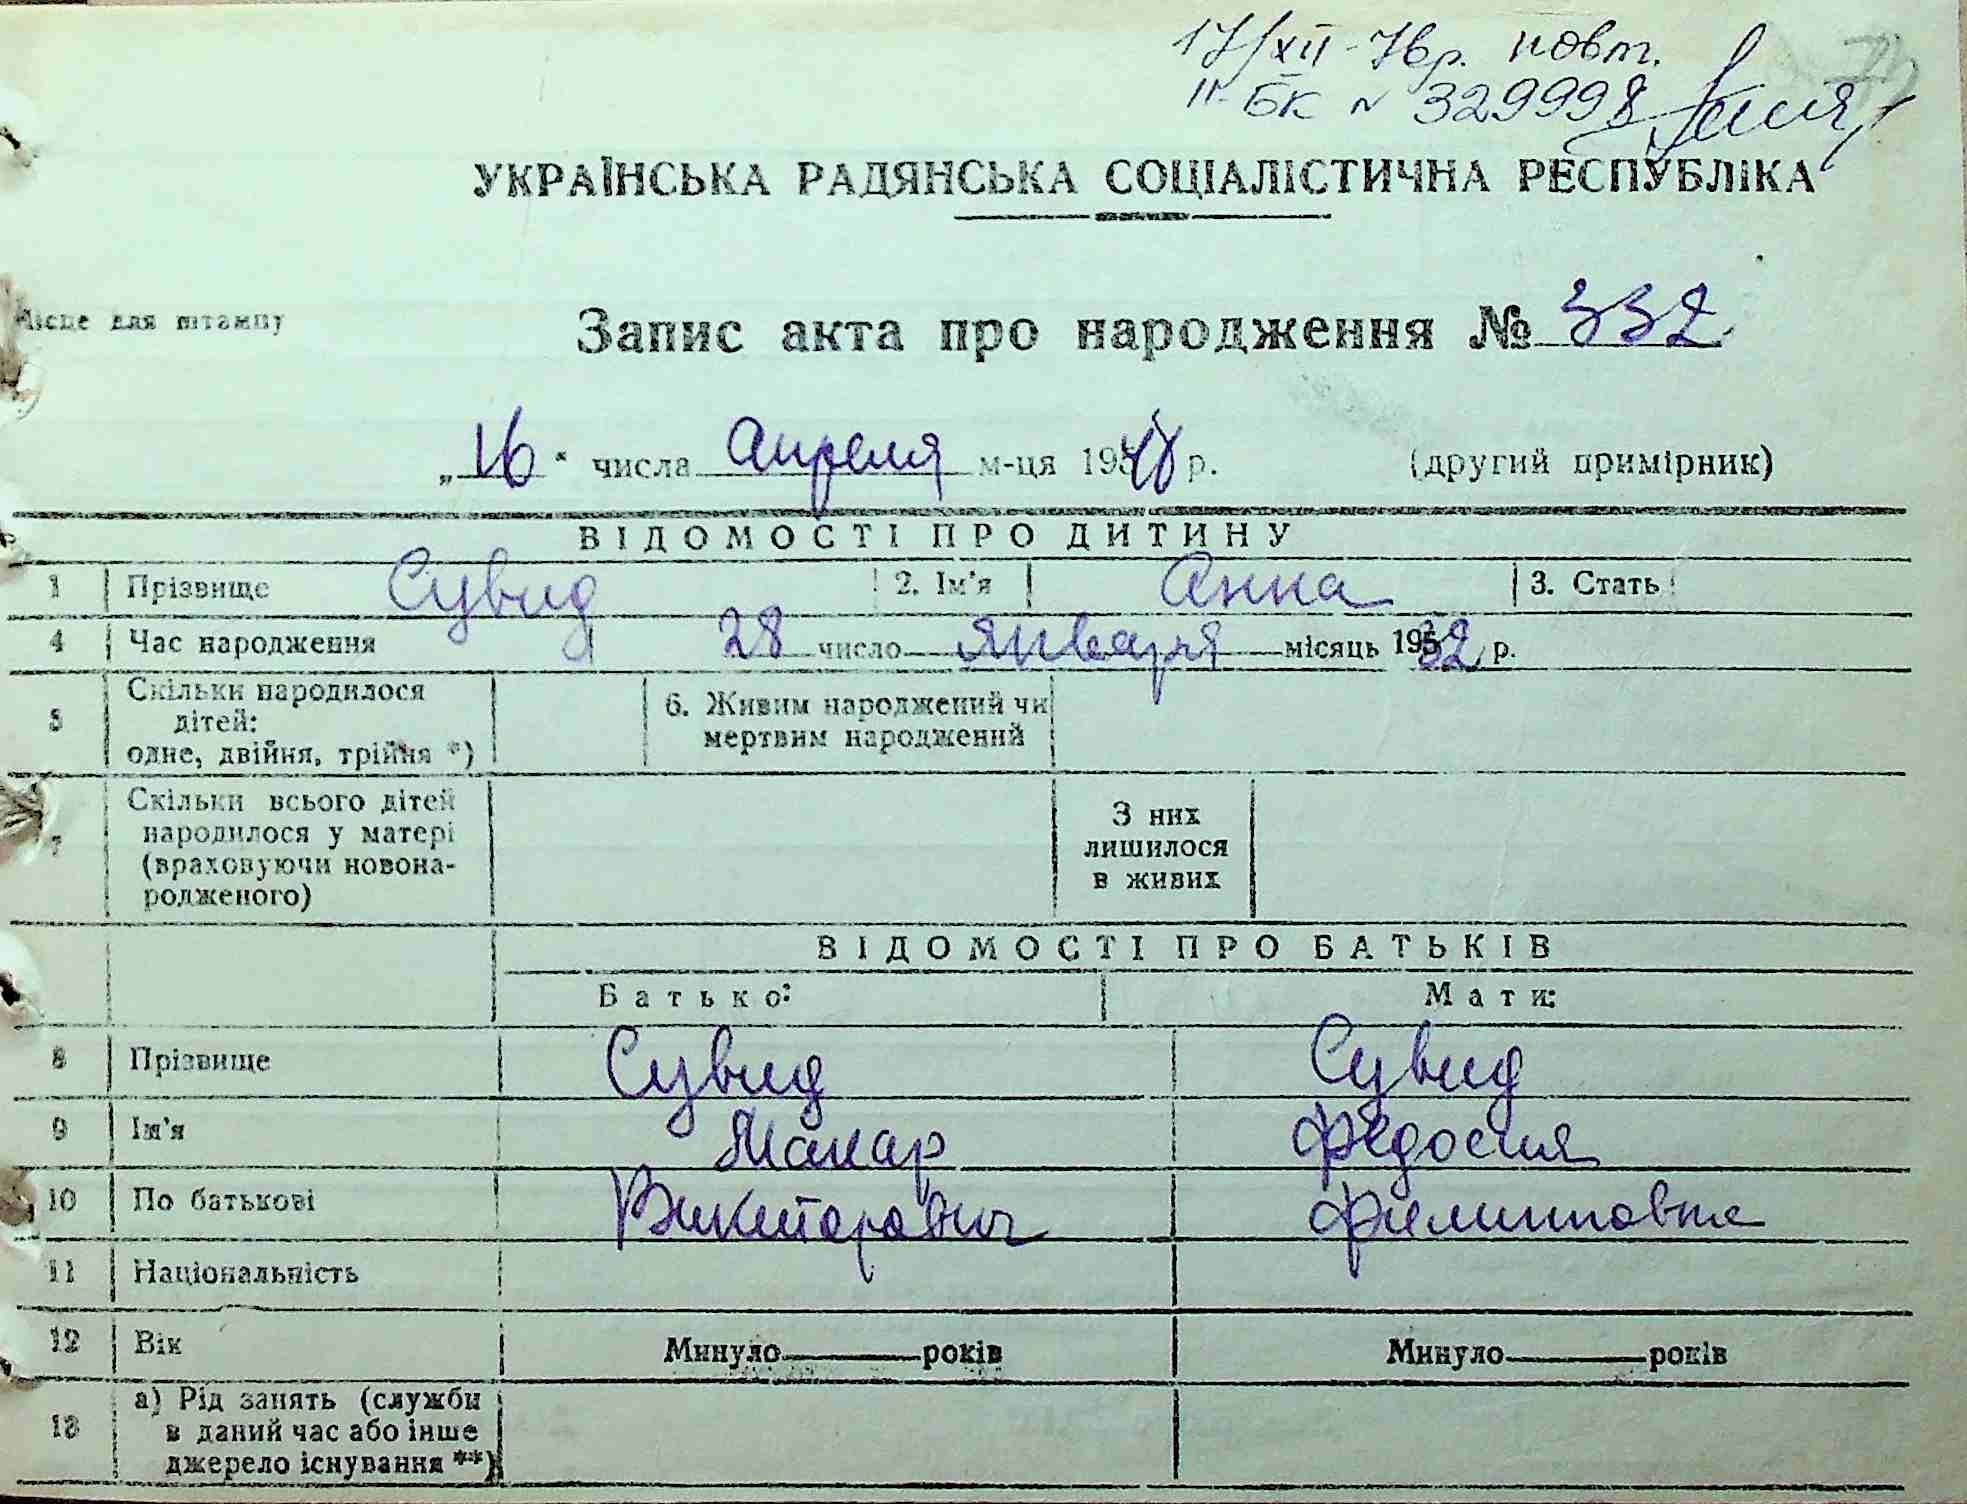 17/XII-76р. повт.
ІІ-БК № 329998
УКРАЇНСЬКА РАДЯНСЬКА СОЦІАЛІСТИЧНА РЕСПУБЛІКА
Місце для штампу
Запис акта про народження № 332
„16“ числа Апреля м-ця 1948 р. (другий примірник)
ВІДОМОСТІ ПРО ДИТИНУ
1 Прізвище Сувид 2. Ім'я Анна 3. Стать
4 Час народження 28 число января місяць 1932 р.
5 Скільки народилося дітей: одне, двійня, трійня *) 6. Живим народжений чи мертвим народжений
7 Скільки всього дітей народилося у матері (враховуючи новонародженого) З них лишилося в живих
ВІДОМОСТІ ПРО БАТЬКІВ
Батько: Мати:
8 Прізвище Сувид Сувид
9 Ім'я Макар Федосия
10 По батькові Викторович Филипповна
11 Національність
12 Вік Минуло років Минуло років
13 а) Рід занять (служби в даний час або інше джерело існування **)